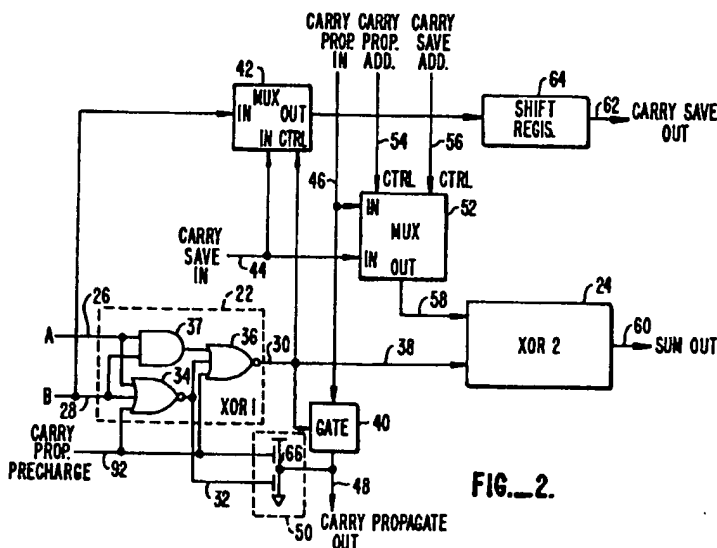 CARRY PROP. IN
CARRY PROP. ADD.
CARRY SAVE ADD.
42
MUX
IN
OUT
IN CTRL
64
SHIFT REGIS.
62
CARRY SAVE OUT
54
56
46
CTRL
CTRL
52
IN
MUX
IN
OUT
CARRY SAVE IN
44
58
24
XOR 2
60
SUM OUT
22
26
A
37
36
30
38
34
B
28
XOR 1
GATE
40
CARRY PROP. PRECHARGE
92
66
32
50
48
CARRY PROPAGATE OUT
FIG.__2.